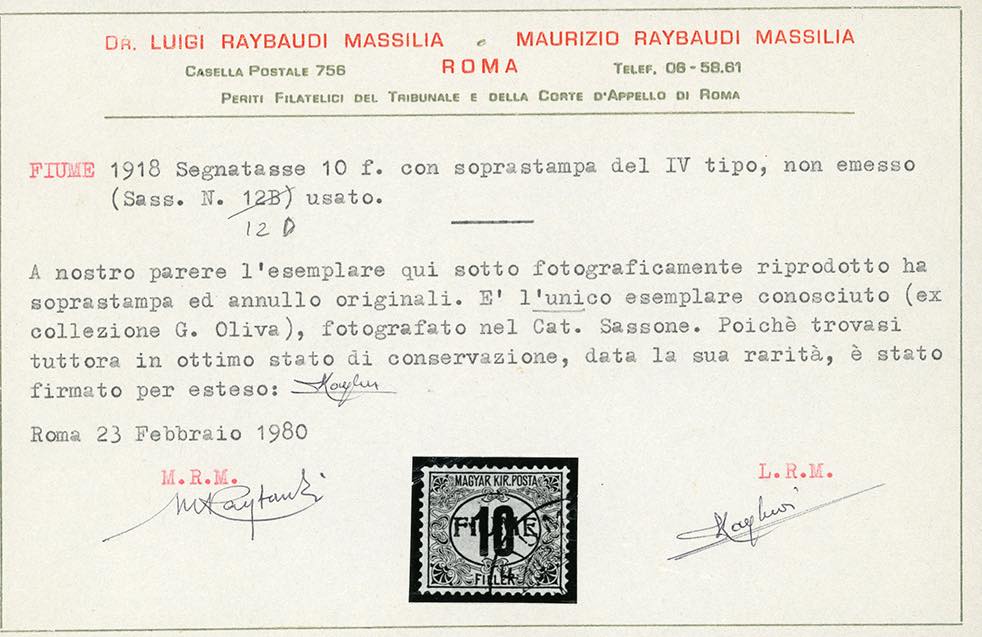 DR. LUIGI RAYBAUDI MASSILIA e MAURIZIO RAYBAUDI MASSILIA
CASELLA POSTALE 756 ROMA TELEF. 06-58.61
PERITI FILATELICI DEL TRIBUNALE E DELLA CORTE D'APPELLO DI ROMA
FIUME 1918 Segnatasse 10 f. con soprastampa del IV tipo, non emesso
(Sass. N. 12B) usato.
12 D
A nostro parere l'esemplare qui sotto fotograficamente riprodotto ha
soprastampa ed annullo originali. E' l'unico esemplare conosciuto (ex
collezione G. Oliva), fotografato nel Cat. Sassone. Poichè trovasi
tuttora in ottimo stato di conservazione, data la sua rarità, è stato
firmato per esteso:
Roma 23 Febbraio 1980
M.R.M. L.R.M.
MAGYAR KIR. POSTA
FIUME
10
FILLÉR